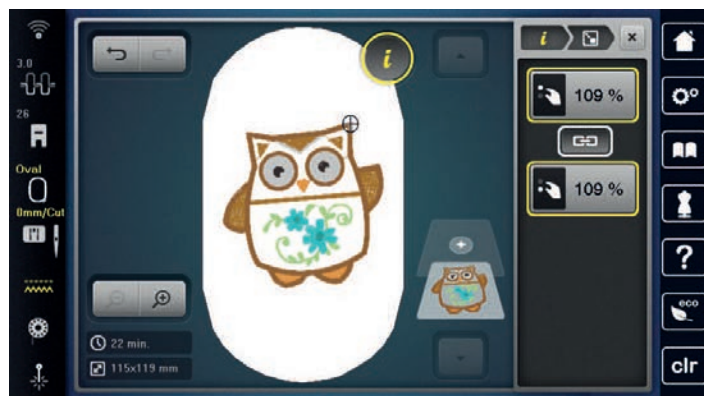 3.0
26
Oval
0mm/Cut
22 min.
115x119 mm
i
i
109 %
109 %
?
eco
clr